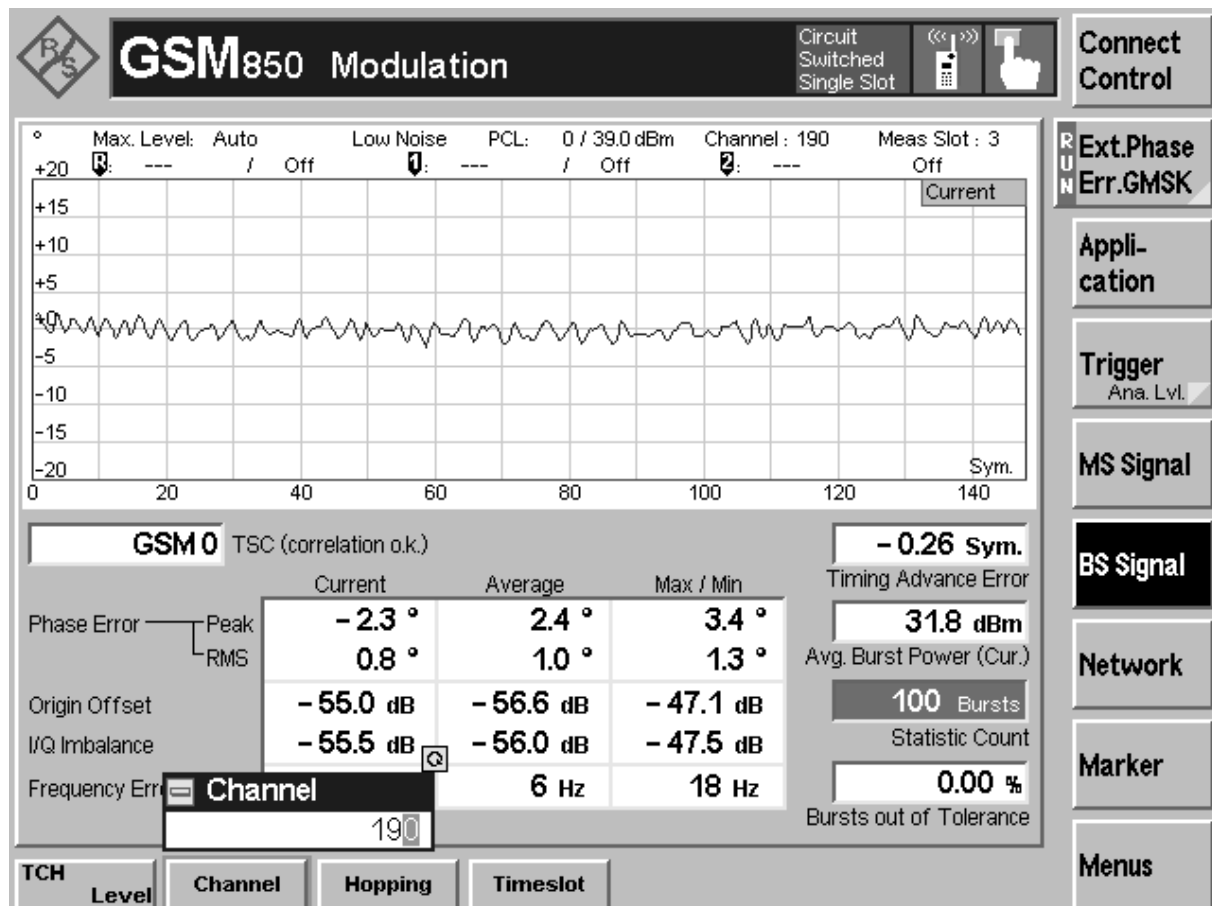 R/S
GSM850 Modulation
Circuit
Switched
Single Slot
Connect
Control
° Max. Level: Auto Low Noise PCL: 0 / 39.0 dBm Channel : 190 Meas Slot : 3
R: --- / Off 1: --- / Off 2: --- Off
Current
+20
+15
+10
+5
+0
-5
-10
-15
-20
Sym.
0 20 40 60 80 100 120 140
GSM 0 TSC (correlation o.k.)
Current Average Max / Min
Phase Error Peak – 2.3 ° 2.4 ° 3.4 °
RMS 0.8 ° 1.0 ° 1.3 °
Origin Offset – 55.0 dB – 56.6 dB – 47.1 dB
I/Q Imbalance – 55.5 dB – 56.0 dB – 47.5 dB
Frequency Err 6 Hz 18 Hz
– 0.26 Sym.
Timing Advance Error
31.8 dBm
Avg. Burst Power (Cur.)
100 Bursts
Statistic Count
0.00 %
Bursts out of Tolerance
Channel
190
TCH
Level
Channel
Hopping
Timeslot
RUN
Ext.Phase
Err.GMSK
Appli-
cation
Trigger
Ana. Lvl.
MS Signal
BS Signal
Network
Marker
Menus